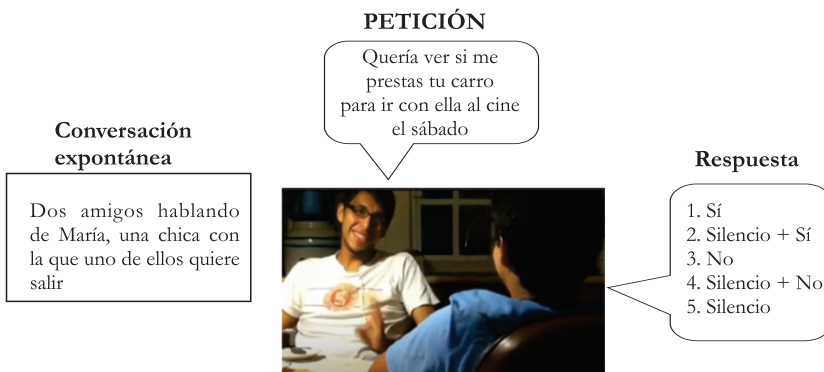 PETICIÓN
Quería ver si me
prestas tu carro
para ir con ella al cine
el sábado
Conversación
expontánea
Dos amigos hablando
de María, una chica con
la que uno de ellos quiere
salir
Respuesta
1. Sí
2. Silencio + Sí
3. No
4. Silencio + No
5. Silencio